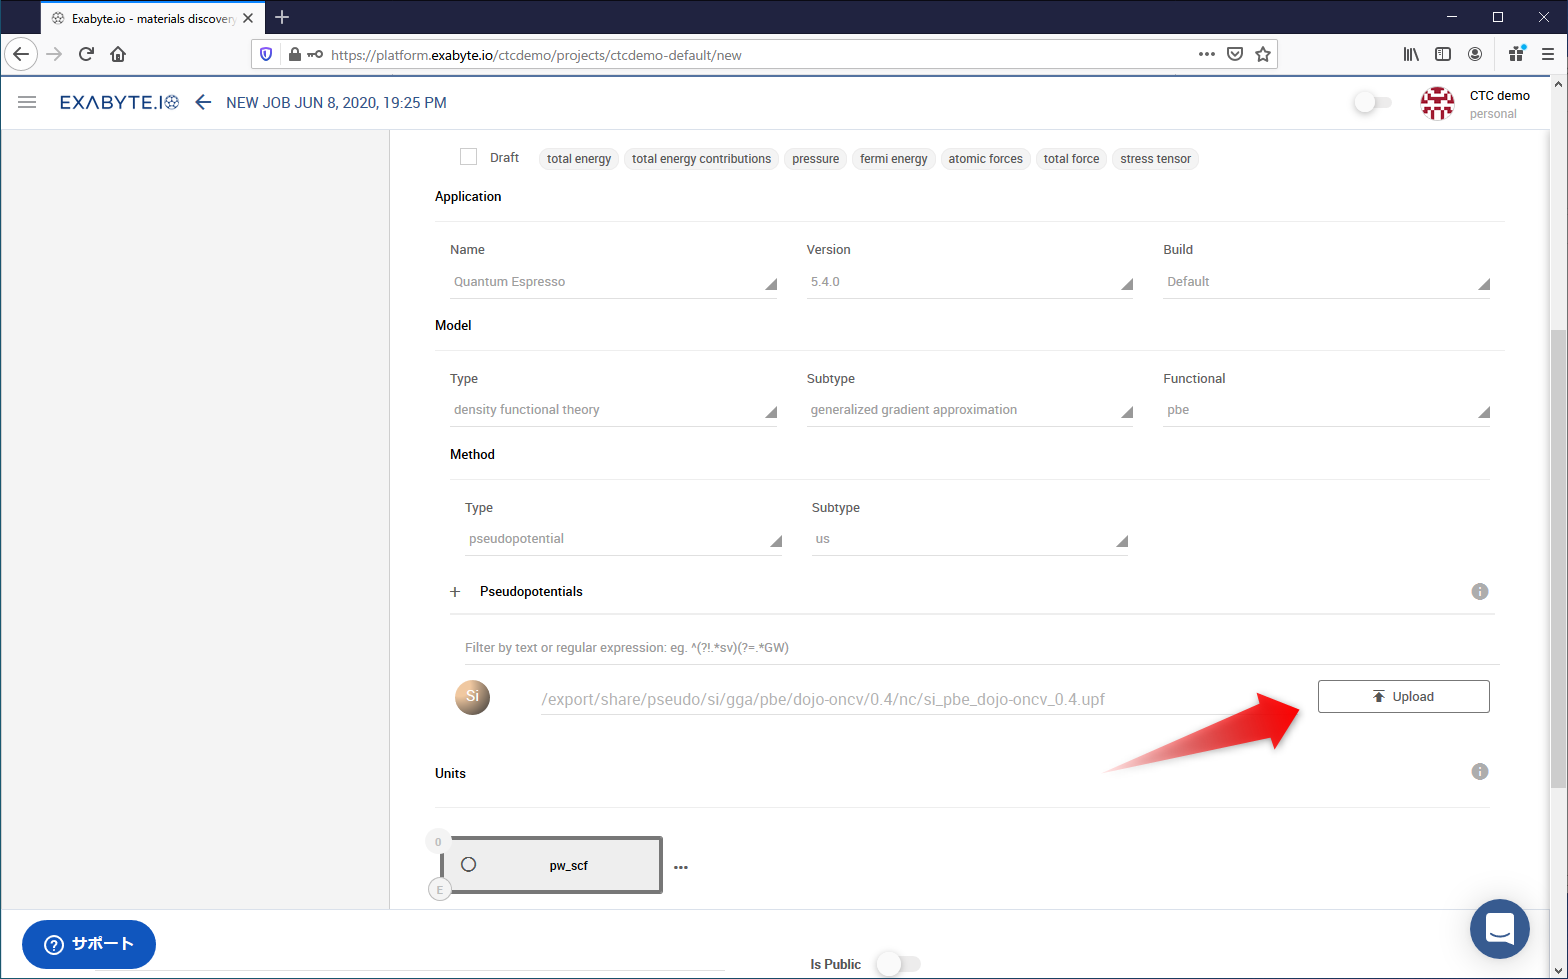 Exabyte.io - materials discovery
https://platform.exabyte.io/ctcdemo/projects/ctcdemo-default/new
EXABYTE.IO
NEW JOB JUN 8, 2020, 19:25 PM
CTC demo
personal
Draft
total energy
total energy contributions
pressure
fermi energy
atomic forces
total force
stress tensor
Application
Name
Version
Build
Quantum Espresso
5.4.0
Default
Model
Type
Subtype
Functional
density functional theory
generalized gradient approximation
pbe
Method
Type
Subtype
pseudopotential
us
+ Pseudopotentials
Filter by text or regular expression: eg. ^(?!.*sv)(?=.*GW)
Si
/export/share/pseudo/si/gga/pbe/dojo-oncv/0.4/nc/si_pbe_dojo-oncv_0.4.upf
Upload
Units
0
pw_scf
E
サポート
Is Public